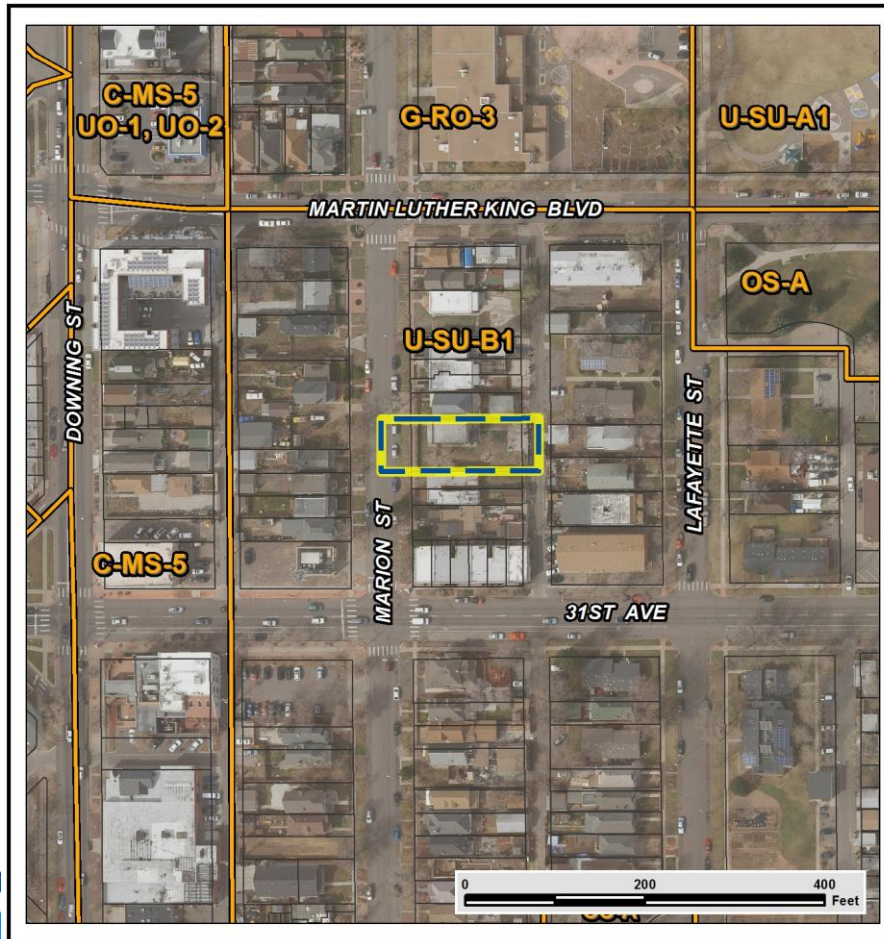 C-MS-5
UO-1, UO-2
G-RO-3
U-SU-A1
MARTIN LUTHER KING BLVD
OS-A
U-SU-B1
DOWNING ST
LAFAYETTE ST
MARION ST
C-MS-5
31ST AVE
0 200 400
Feet